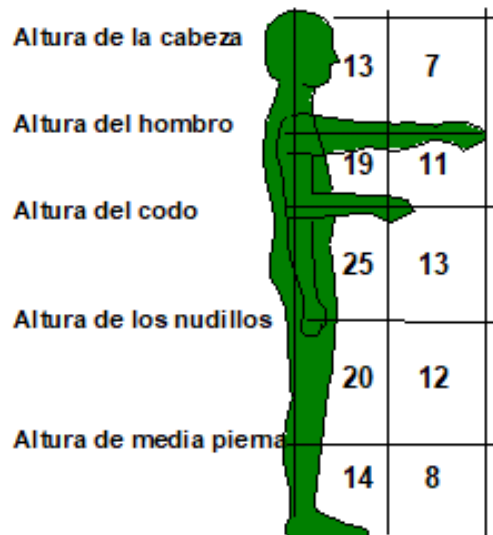 Altura de la cabeza
13 7
Altura del hombro
19 11
Altura del codo
25 13
Altura de los nudillos
20 12
Altura de media pierna
14 8